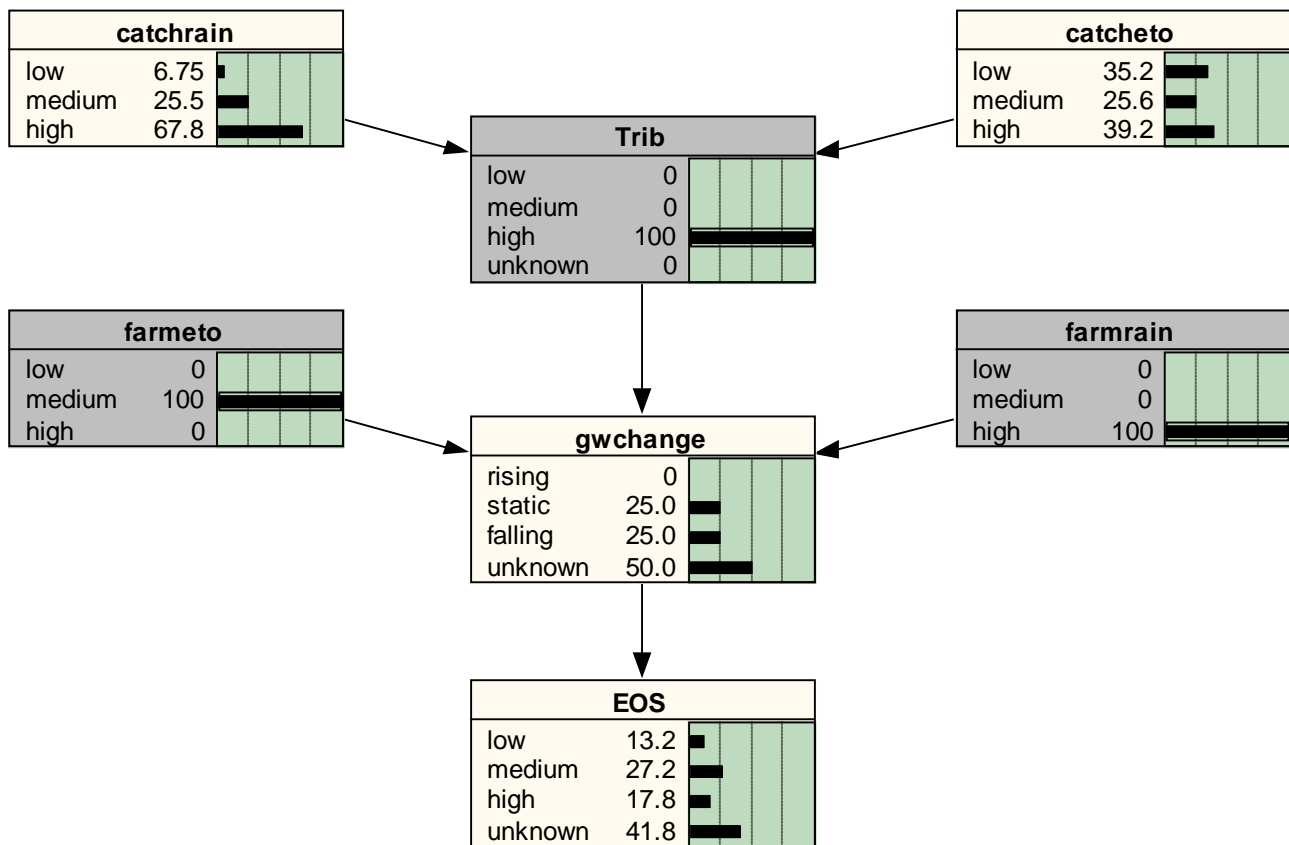 catchrain
low 6.75
medium 25.5
high 67.8
catcheto
low 35.2
medium 25.6
high 39.2
Trib
low 0
medium 0
high 100
unknown 0
farmeto
low 0
medium 100
high 0
farmrain
low 0
medium 0
high 100
gwchange
rising 0
static 25.0
falling 25.0
unknown 50.0
EOS
low 13.2
medium 27.2
high 17.8
unknown 41.8